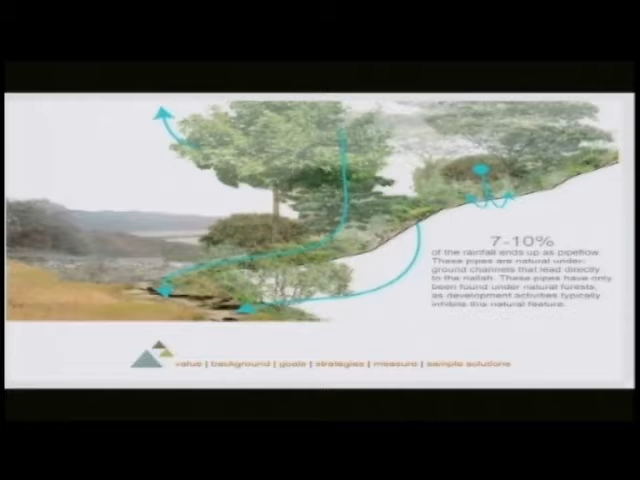 7-10%
of the rainfall ends up as pipeflow.
These pipes are natural under-
ground channels that lead directly
to the nallah. These pipes have only
been found under natural forests,
as development activities typically
inhibits this natural feature.
value | background | goals | strategies | measure | sample solutions